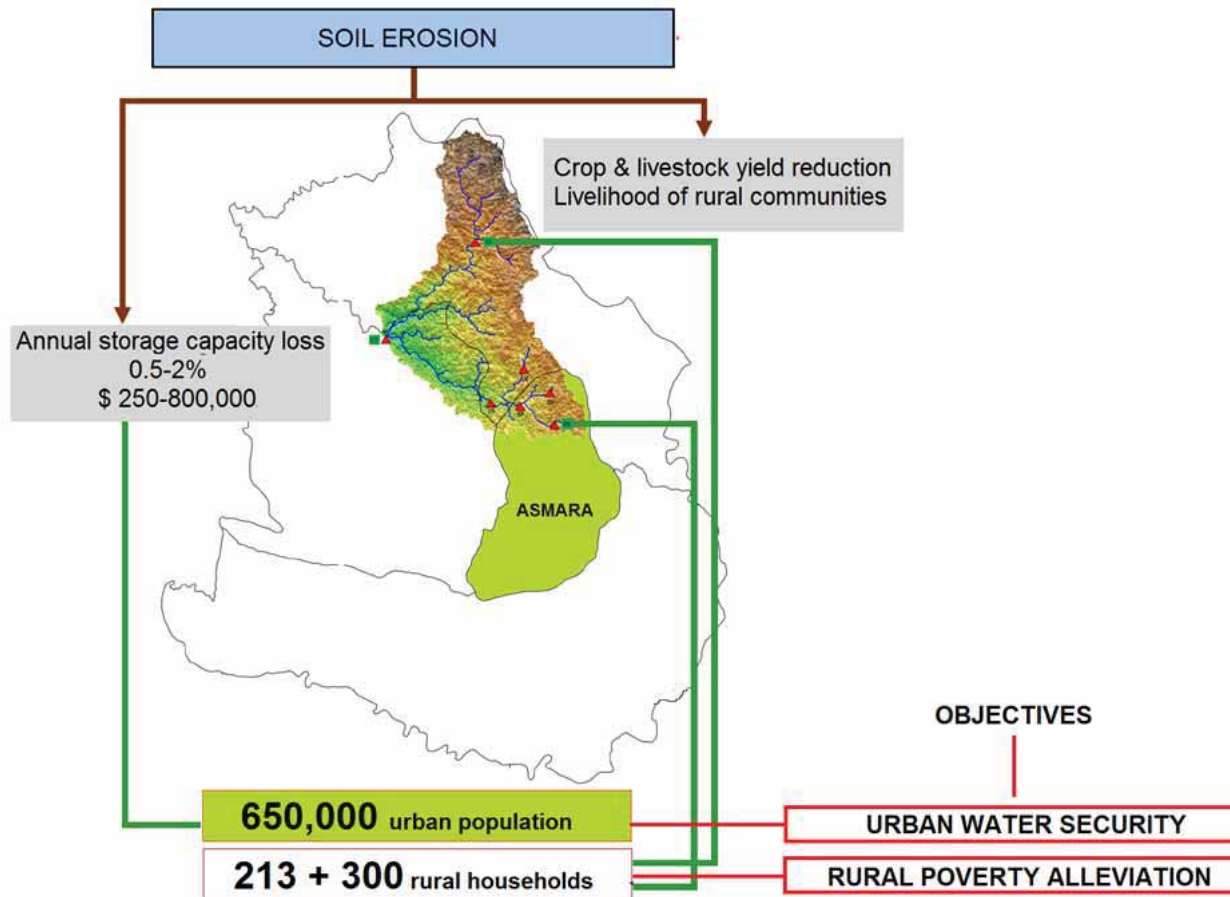 SOIL EROSION
Crop & livestock yield reduction
Livelihood of rural communities
Annual storage capacity loss
0.5-2%
$ 250-800,000
ASMARA
OBJECTIVES
650,000 urban population
URBAN WATER SECURITY
213 + 300 rural households
RURAL POVERTY ALLEVIATION